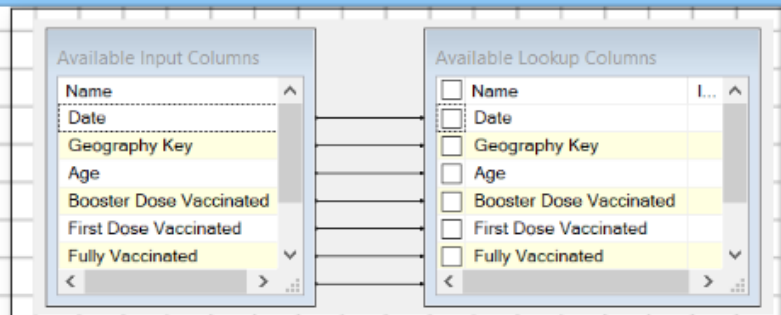 Available Input Columns
Name
Date
Geography Key
Age
Booster Dose Vaccinated
First Dose Vaccinated
Fully Vaccinated
Available Lookup Columns
Name I...
Date
Geography Key
Age
Booster Dose Vaccinated
First Dose Vaccinated
Fully Vaccinated